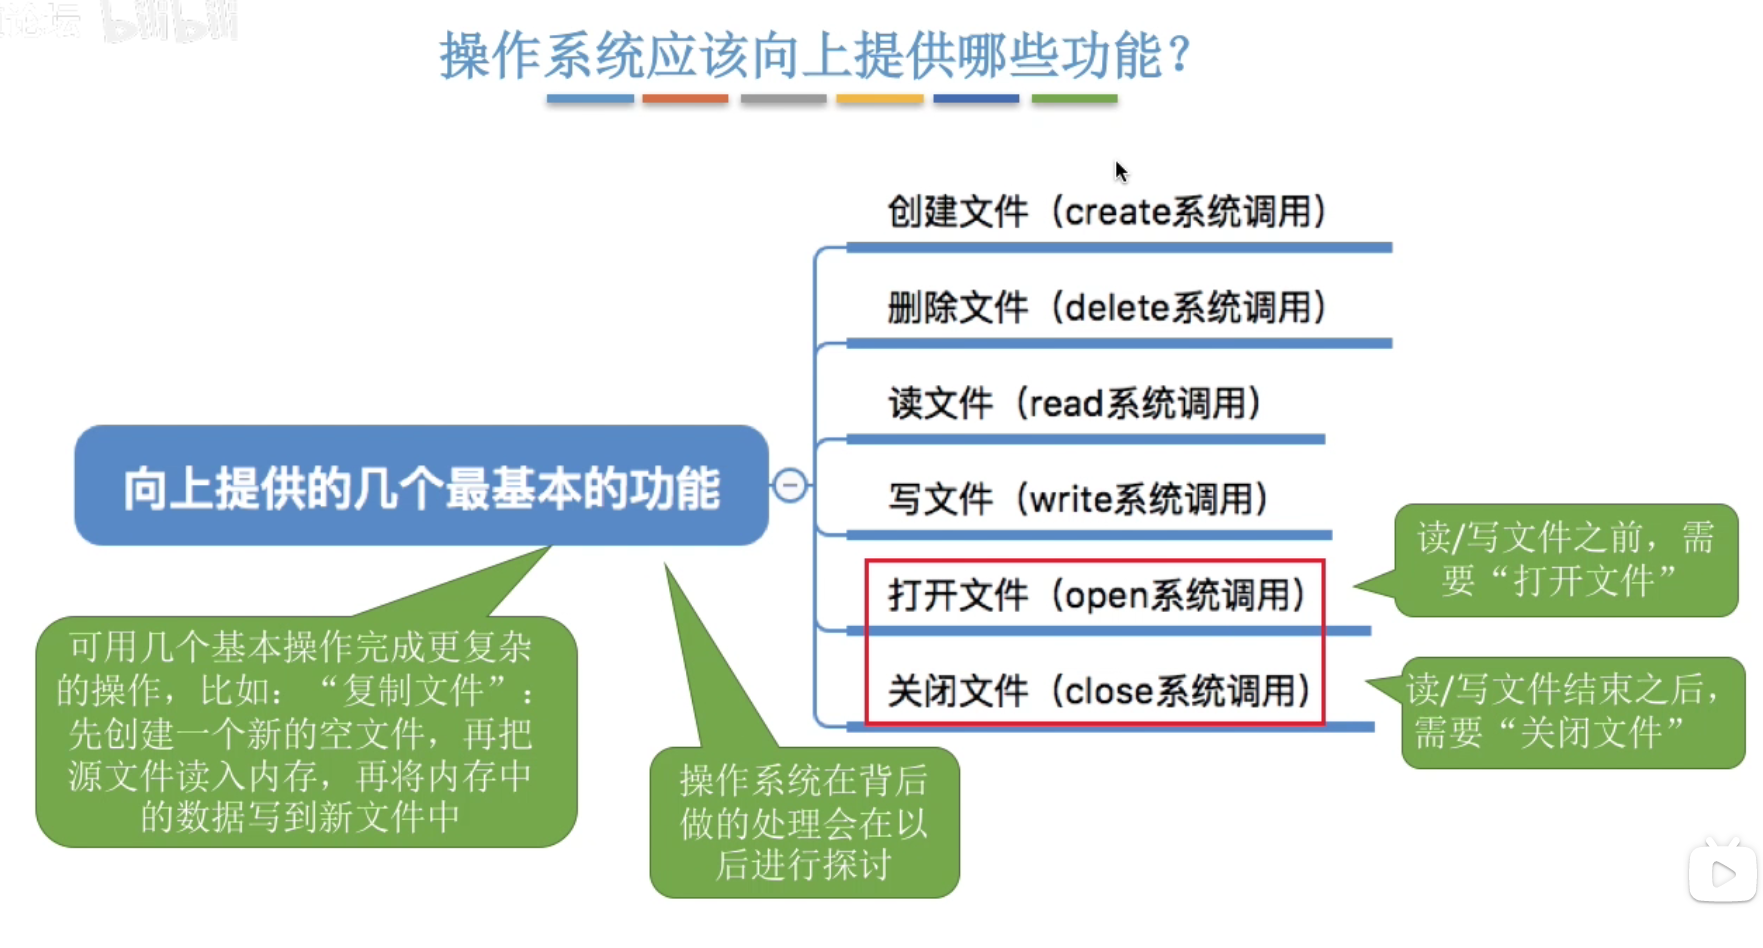 论坛 bilibili
操作系统应该向上提供哪些功能？
创建文件（create系统调用）
删除文件（delete系统调用）
读文件（read系统调用）
写文件（write系统调用）
打开文件（open系统调用）
关闭文件（close系统调用）
向上提供的几个最基本的功能
读/写文件之前，需
要“打开文件”
读/写文件结束之后，
需要“关闭文件”
可用几个基本操作完成更复杂
的操作，比如：“复制文件”：
先创建一个新的空文件，再把
源文件读入内存，再将内存中
的数据写到新文件中
操作系统在背后
做的处理会在以
后进行探讨